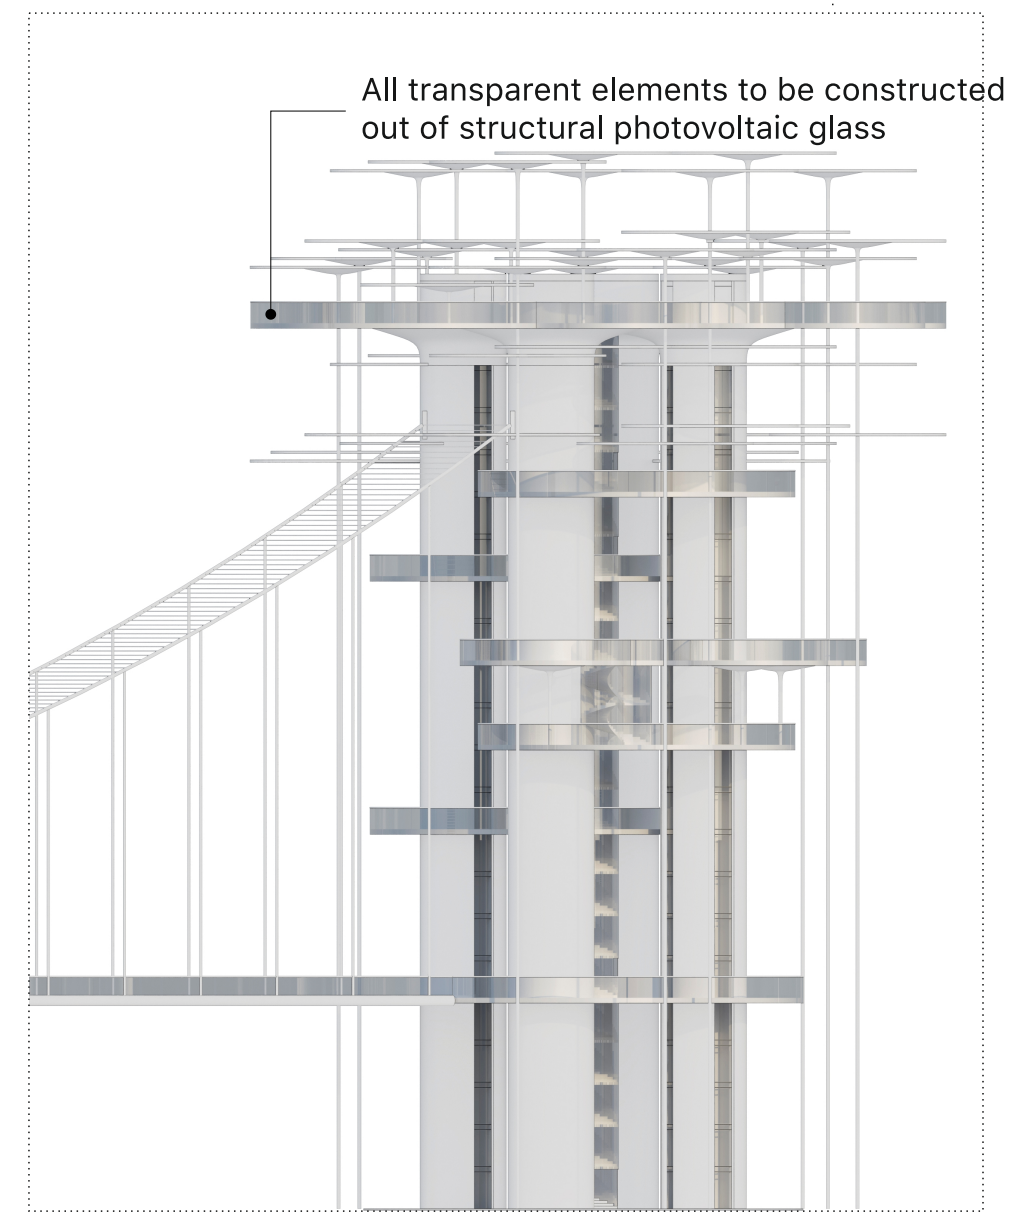 All transparent elements to be constructed
out of structural photovoltaic glass